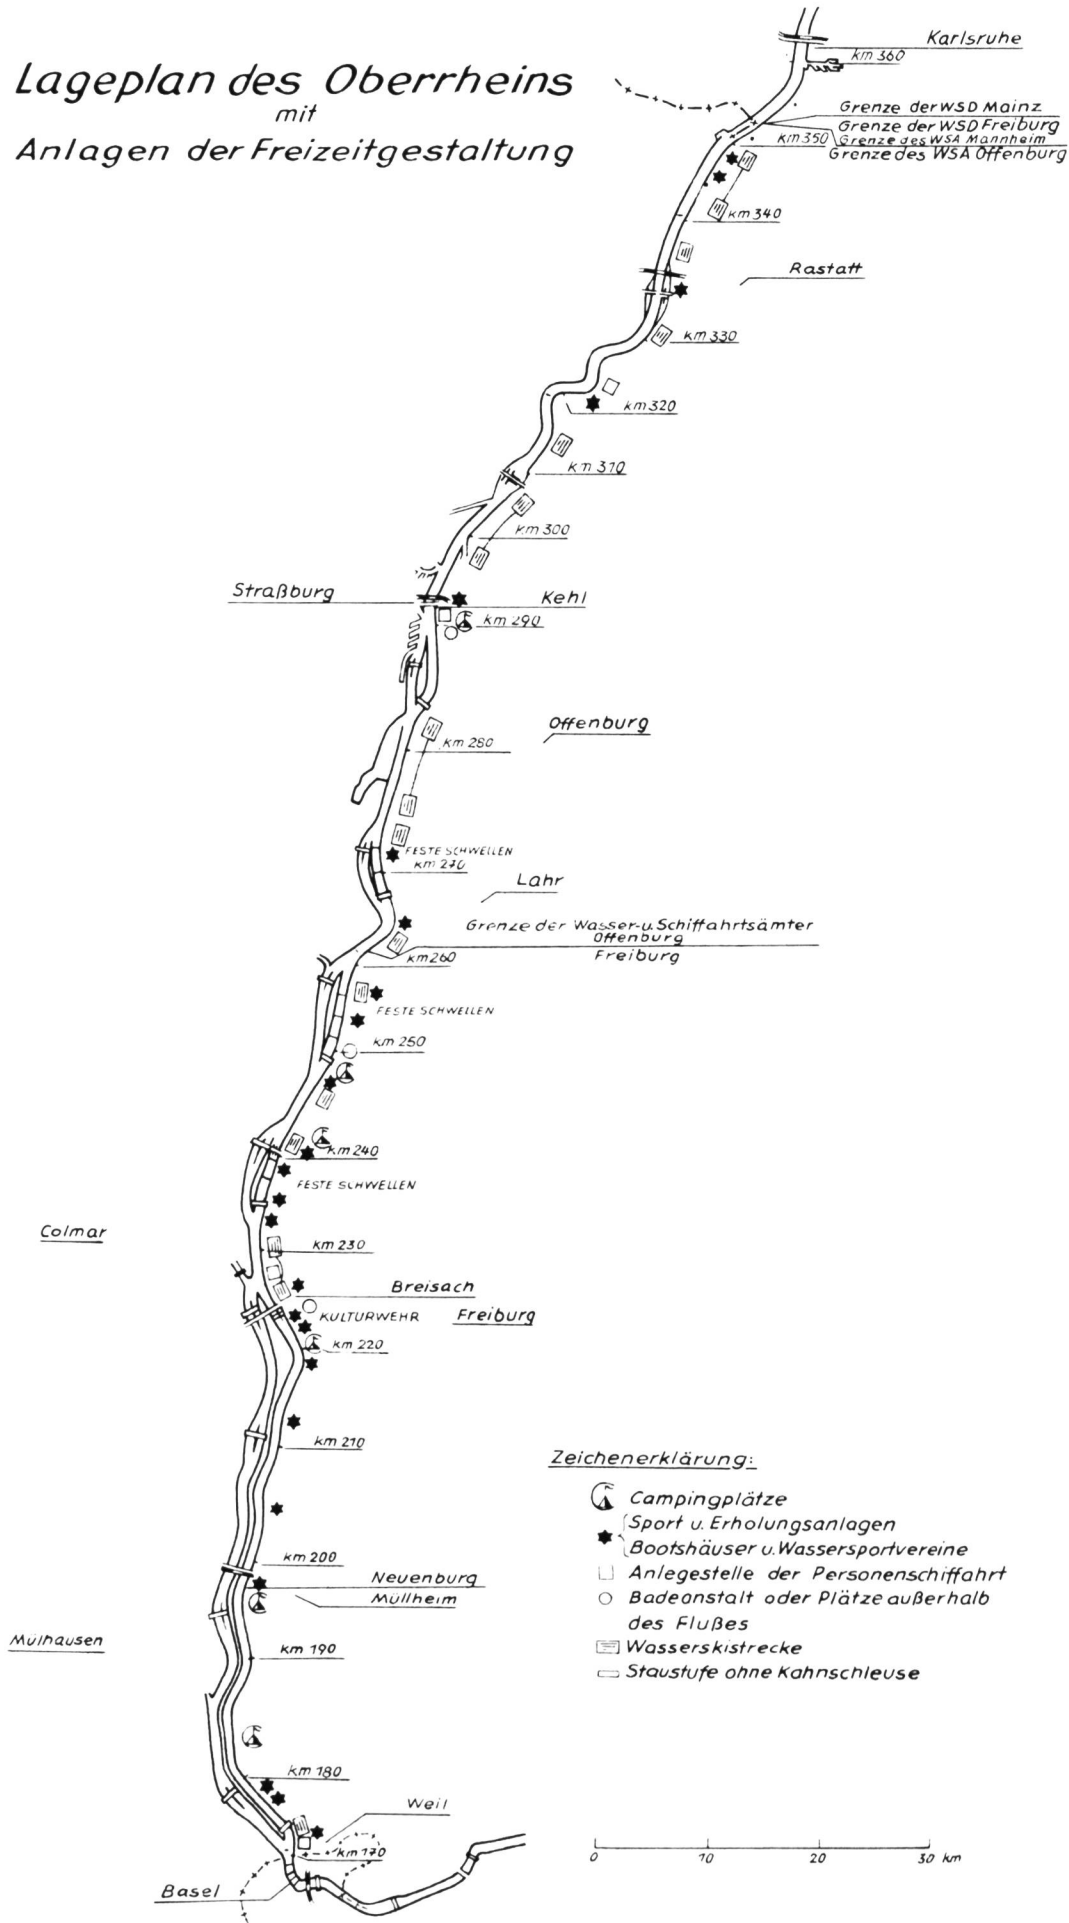 Lageplan des Oberrheins
mit
Anlagen der Freizeitgestaltung
Karlsruhe
km 360
Grenze der WSD Mainz
Grenze der WSD Freiburg
km 350
Grenze des WSA Mannheim
Grenze des WSA Offenburg
km 340
Rastatt
km 330
km 320
km 310
km 300
Straßburg
Kehl
km 290
Offenburg
km 280
FESTE SCHWELLEN
km 270
Lahr
Grenze der Wasser-u. Schiffahrtsämter
Offenburg
Freiburg
km 260
FESTE SCHWELLEN
km 250
km 240
FESTE SCHWELLEN
Colmar
km 230
Breisach
KULTURWEHR
Freiburg
km 220
km 210
km 200
Neuenburg
Müllheim
Mülhausen
km 190
km 180
Weil
km 170
Basel
Zeichenerklärung:
Campingplätze
Sport u. Erholungsanlagen
Bootshäuser u. Wassersportvereine
Anlegestelle der Personenschiffahrt
Badeanstalt oder Plätze außerhalb
des Flußes
Wasserskistrecke
Staustufe ohne Kahnschleuse
0 10 20 30 km